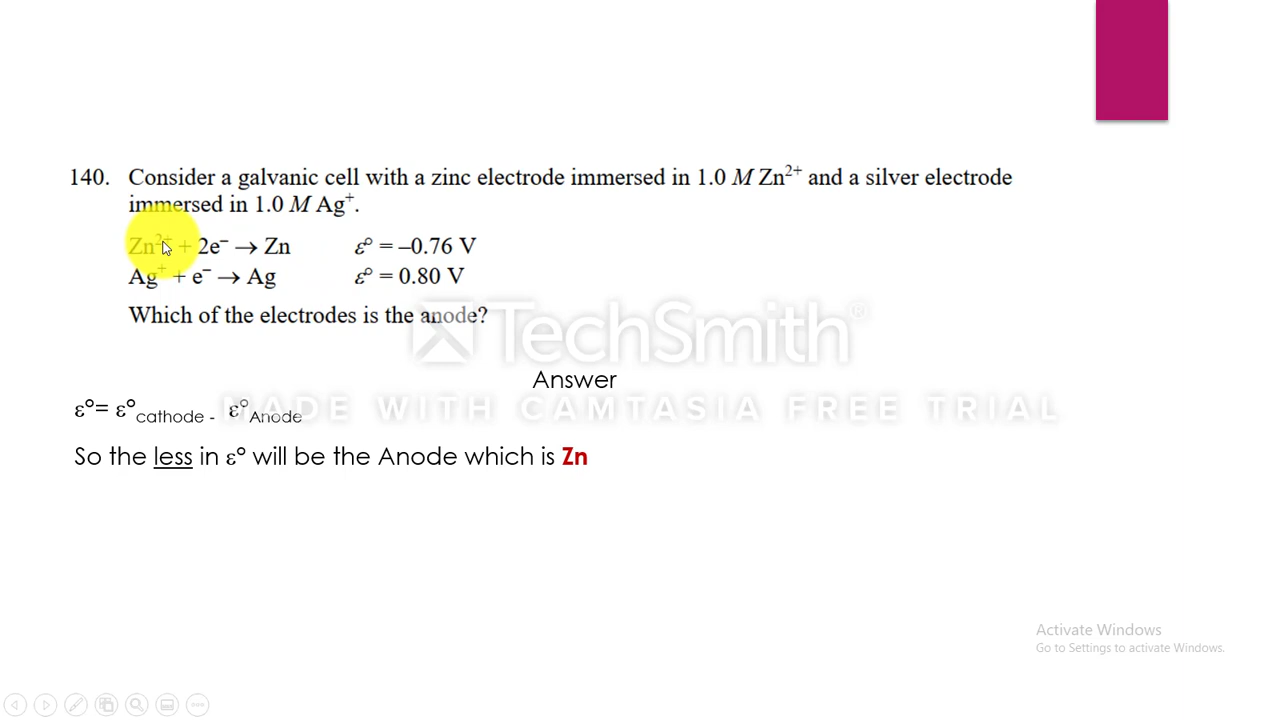 140. Consider a galvanic cell with a zinc electrode immersed in 1.0 M Zn²⁺ and a silver electrode
immersed in 1.0 M Ag⁺.
Zn²⁺ + 2e⁻ → Zn ℰ° = –0.76 V
Ag⁺ + e⁻ → Ag ℰ° = 0.80 V
Which of the electrodes is the anode?
TechSmith®
Answer
MADE WITH CAMTASIA FREE TRIAL
ε°= ε°cathode - ε°Anode
So the less in ε° will be the Anode which is Zn
Activate Windows
Go to Settings to activate Windows.